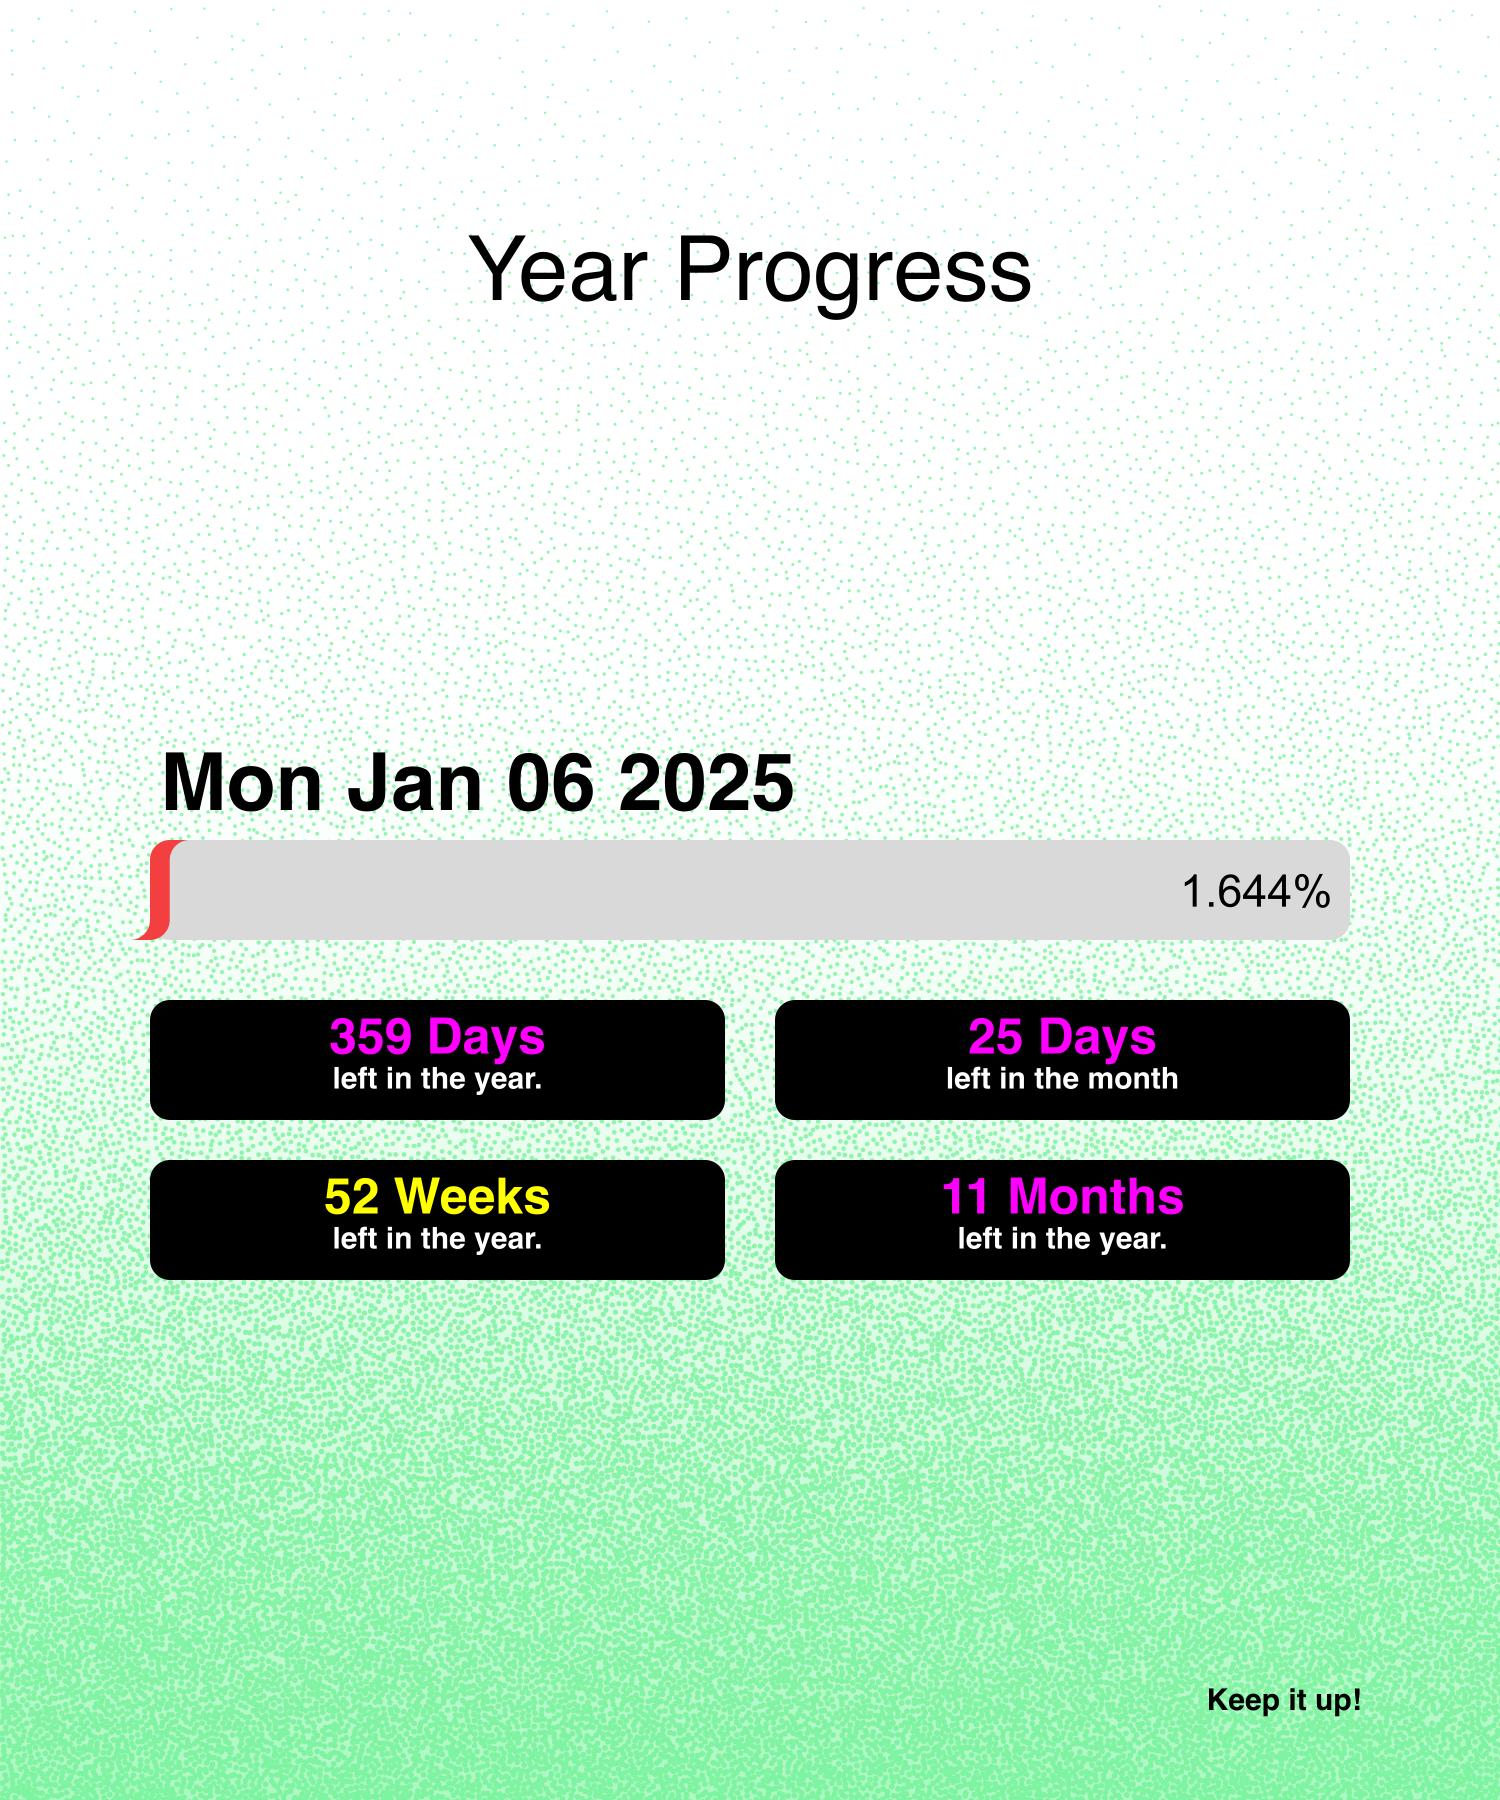 Year Progress
Mon Jan 06 2025
1.644%
359 Days
left in the year.
25 Days
left in the month
52 Weeks
left in the year.
11 Months
left in the year.
Keep it up!